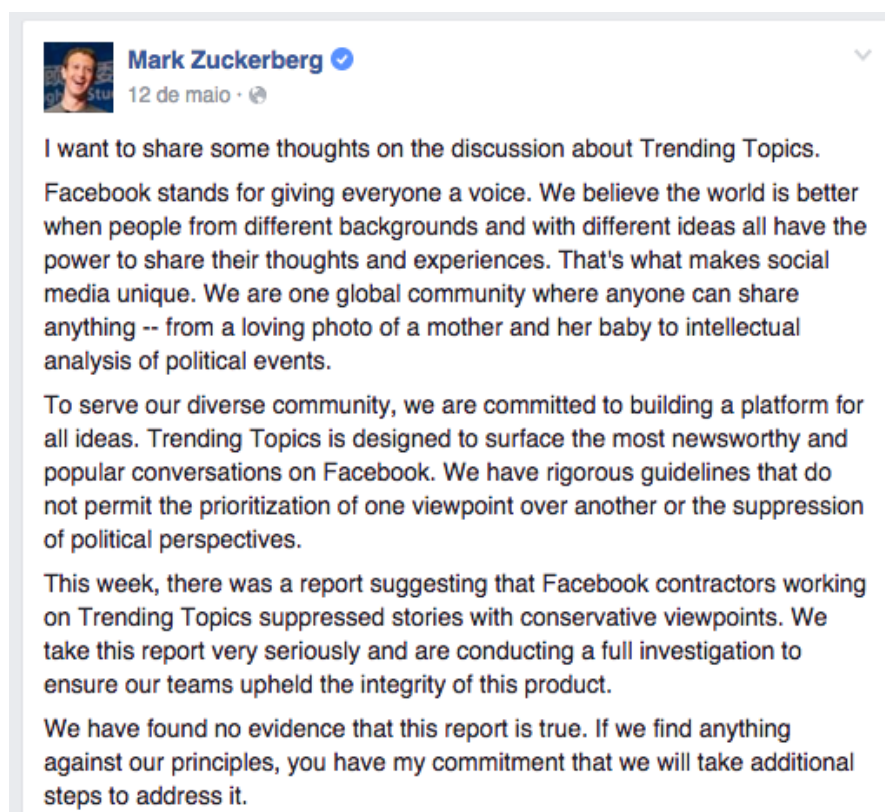 Mark Zuckerberg
12 de maio ·
I want to share some thoughts on the discussion about Trending Topics.
Facebook stands for giving everyone a voice. We believe the world is better
when people from different backgrounds and with different ideas all have the
power to share their thoughts and experiences. That's what makes social
media unique. We are one global community where anyone can share
anything -- from a loving photo of a mother and her baby to intellectual
analysis of political events.
To serve our diverse community, we are committed to building a platform for
all ideas. Trending Topics is designed to surface the most newsworthy and
popular conversations on Facebook. We have rigorous guidelines that do
not permit the prioritization of one viewpoint over another or the suppression
of political perspectives.
This week, there was a report suggesting that Facebook contractors working
on Trending Topics suppressed stories with conservative viewpoints. We
take this report very seriously and are conducting a full investigation to
ensure our teams upheld the integrity of this product.
We have found no evidence that this report is true. If we find anything
against our principles, you have my commitment that we will take additional
steps to address it.